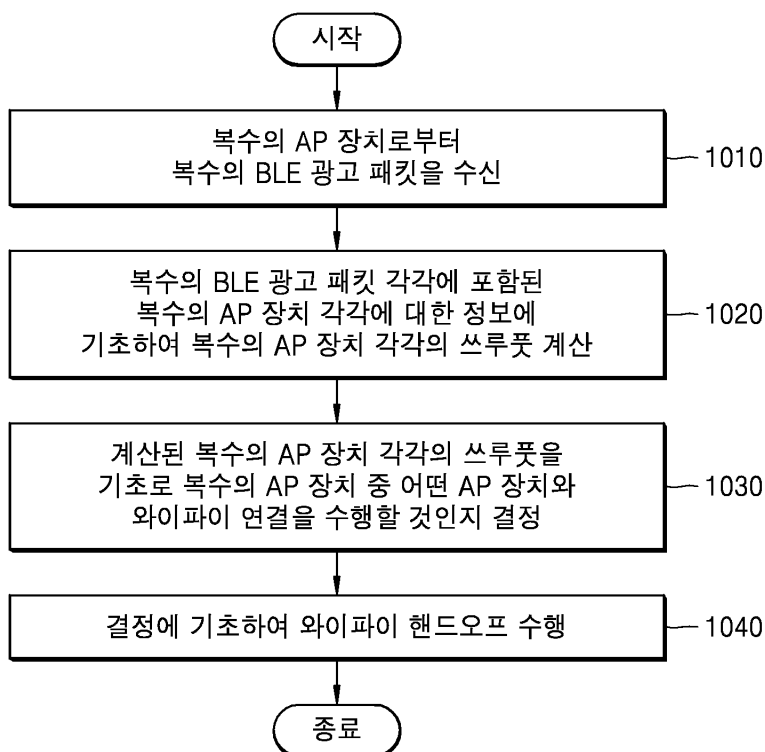 시작
복수의 AP 장치로부터
복수의 BLE 광고 패킷을 수신
1010
복수의 BLE 광고 패킷 각각에 포함된
복수의 AP 장치 각각에 대한 정보에
기초하여 복수의 AP 장치 각각의 쓰루풋 계산
1020
계산된 복수의 AP 장치 각각의 쓰루풋을
기초로 복수의 AP 장치 중 어떤 AP 장치와
와이파이 연결을 수행할 것인지 결정
1030
결정에 기초하여 와이파이 핸드오프 수행
1040
종료